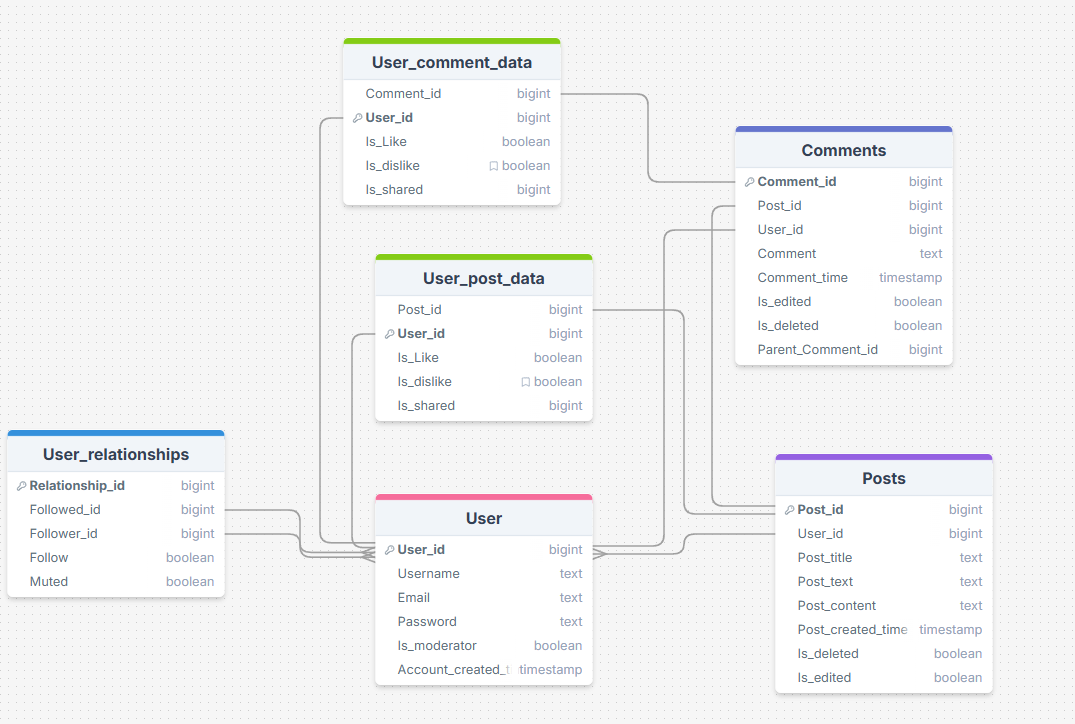 User_comment_data
Comment_id bigint
User_id bigint
Is_Like boolean
Is_dislike boolean
Is_shared bigint
Comments
Comment_id bigint
Post_id bigint
User_id bigint
Comment text
Comment_time timestamp
Is_edited boolean
Is_deleted boolean
Parent_Comment_id bigint
User_post_data
Post_id bigint
User_id bigint
Is_Like boolean
Is_dislike boolean
Is_shared bigint
User_relationships
Relationship_id bigint
Followed_id bigint
Follower_id bigint
Follow boolean
Muted boolean
User
User_id bigint
Username text
Email text
Password text
Is_moderator boolean
Account_created_t timestamp
Posts
Post_id bigint
User_id bigint
Post_title text
Post_text text
Post_content text
Post_created_time timestamp
Is_deleted boolean
Is_edited boolean